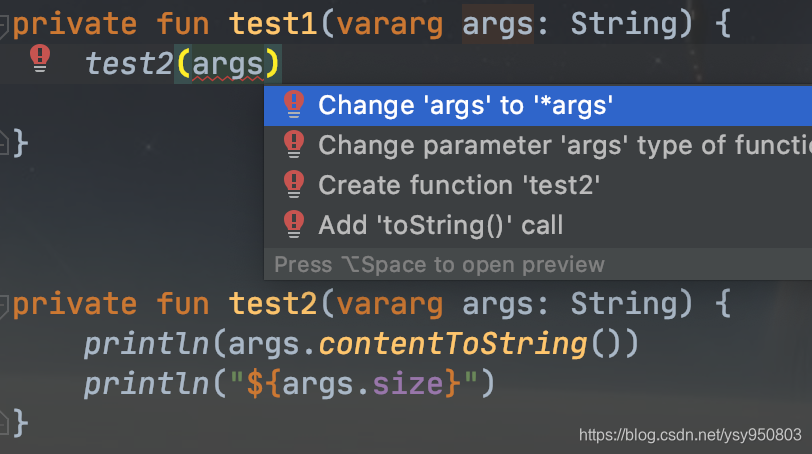 private fun test1(vararg args: String) {
test2(args)
Change 'args' to '*args'
Change parameter 'args' type of functi
}
Create function 'test2'
Add 'toString()' call
Press ⌥Space to open preview
private fun test2(vararg args: String) {
println(args.contentToString())
println("${args.size}")
}
https://blog.csdn.net/ysy950803